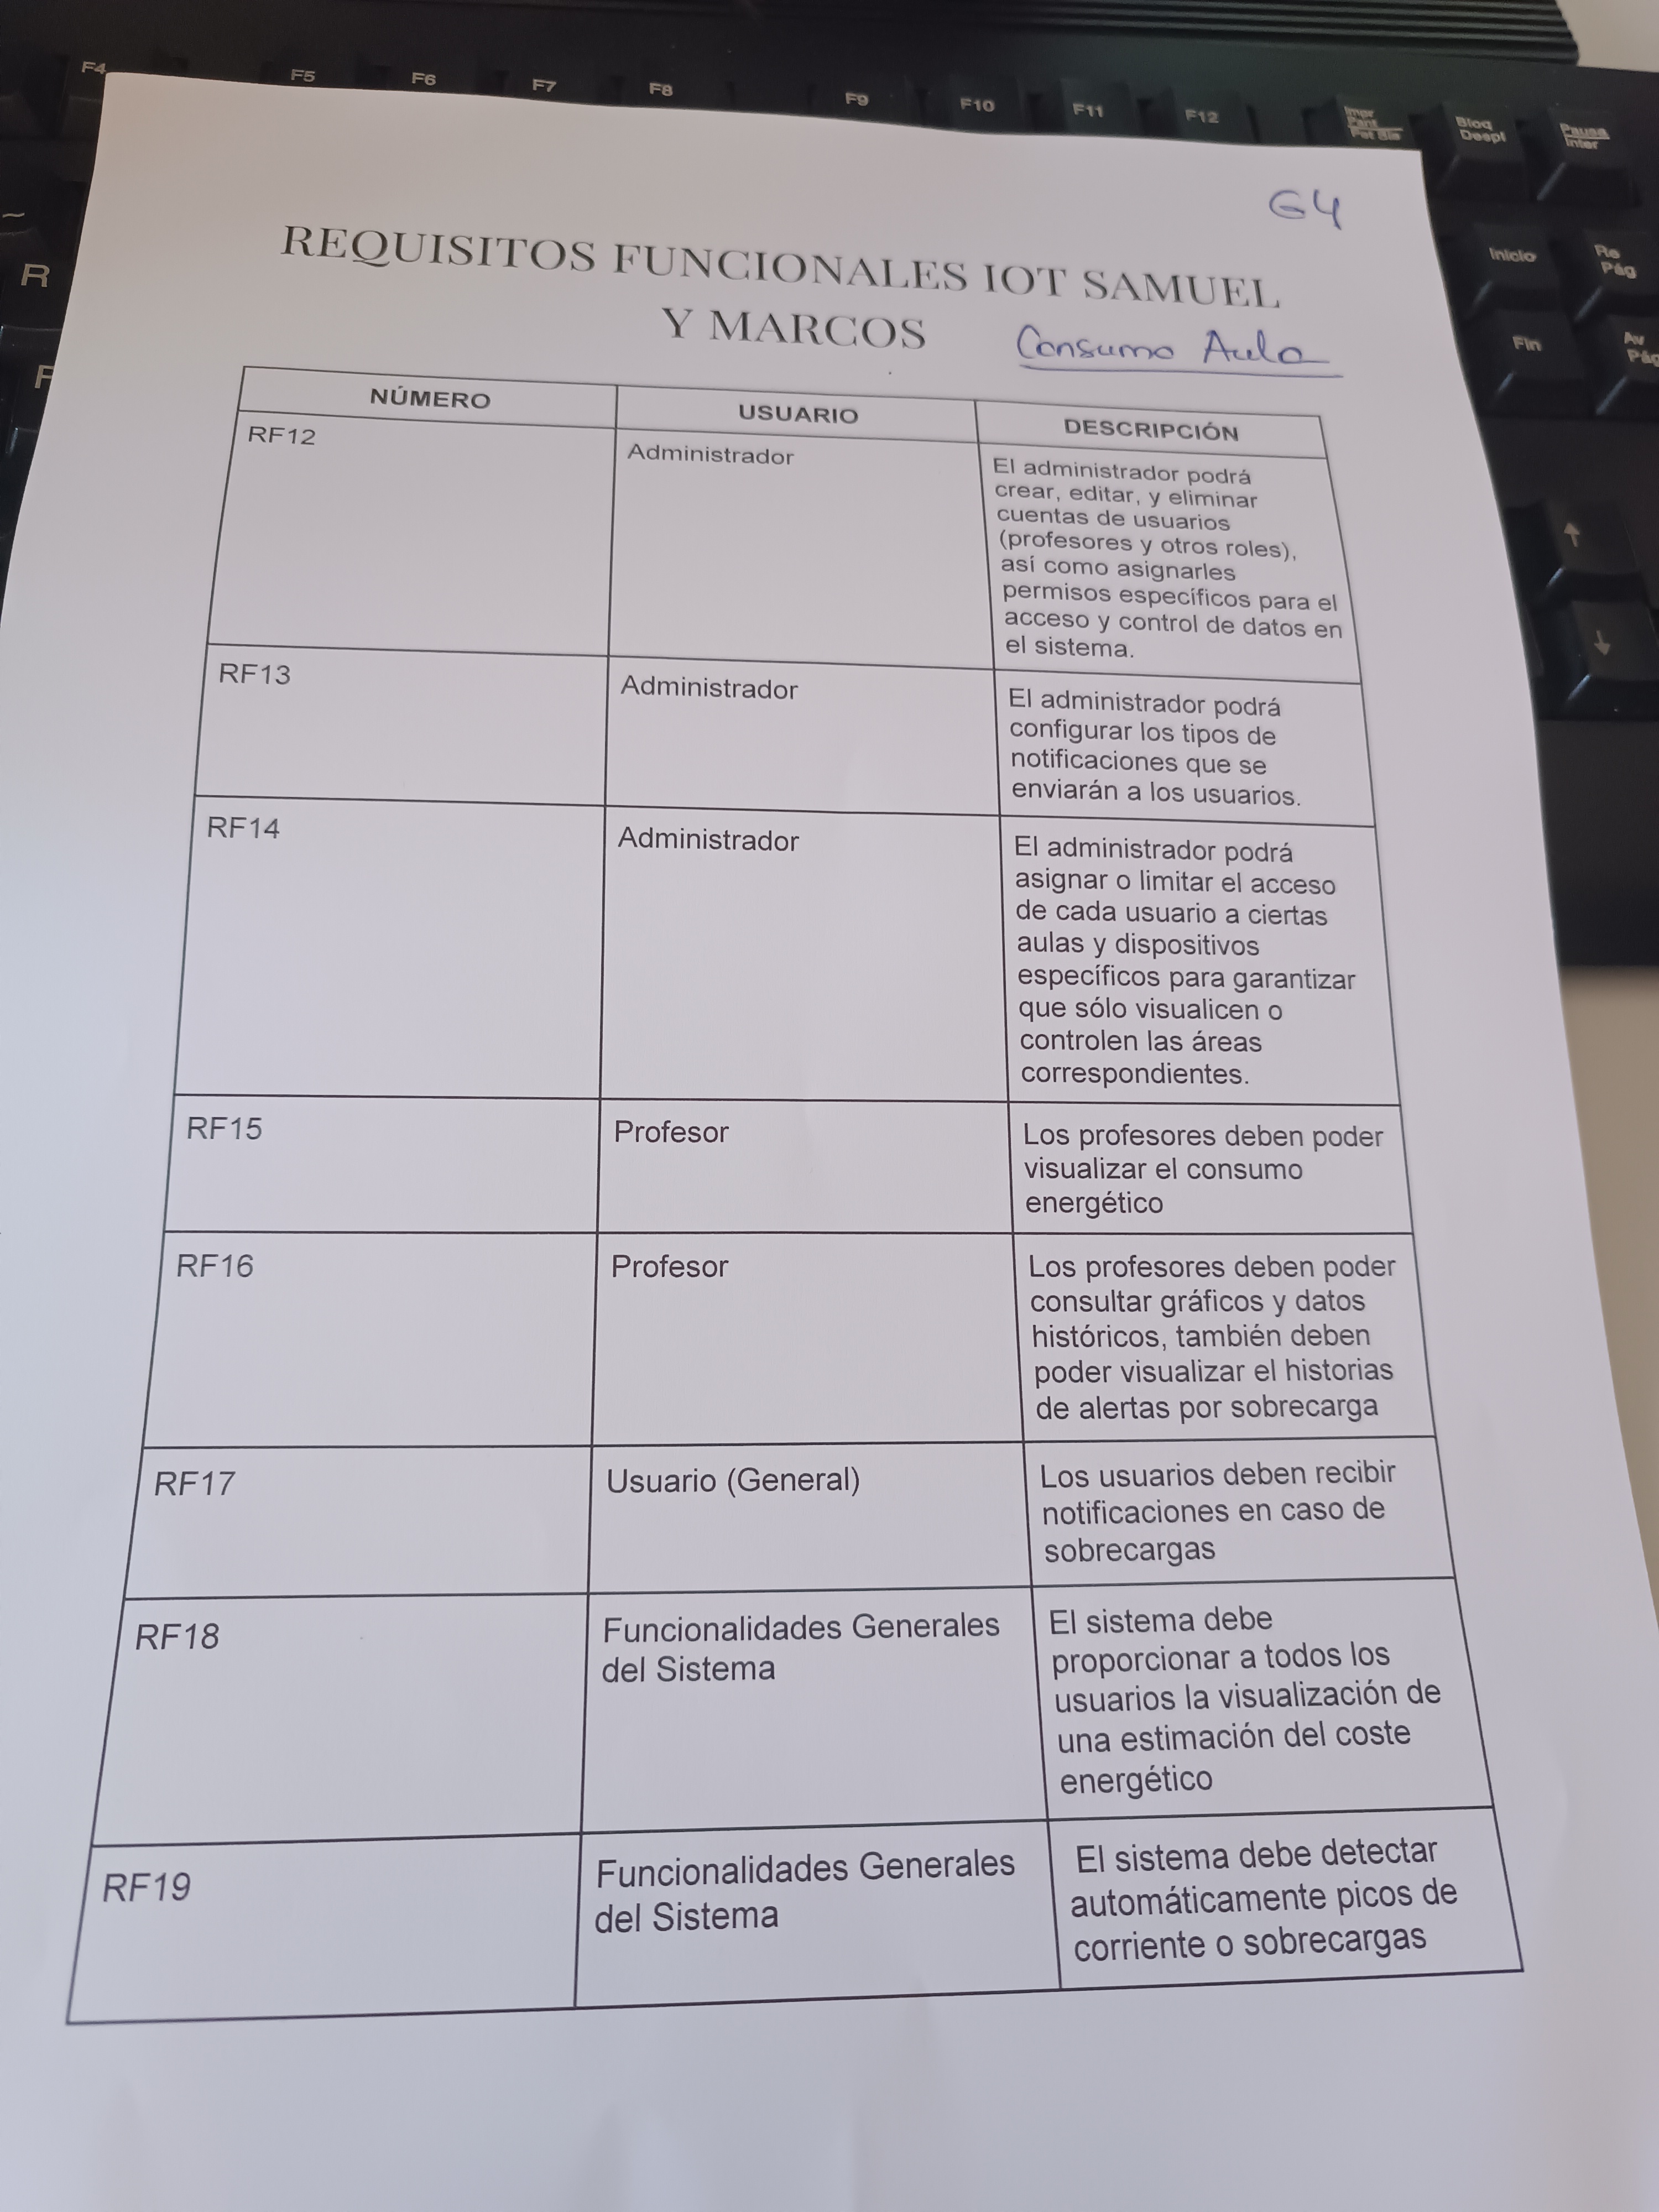 F4
F5
F6
F7
F8
F9
F10
F11
F12
Impr
Pant
Pet Sis
Bloq
Despl
Pausa
Inter
~
R
F
Inicio
Re
Pág
Fin
Av
Pág
↑
↓
G4
REQUISITOS FUNCIONALES IOT SAMUEL
Y MARCOS
Consumo Aula
NÚMERO
USUARIO
DESCRIPCIÓN
RF12
Administrador
El administrador podrá
crear, editar, y eliminar
cuentas de usuarios
(profesores y otros roles),
así como asignarles
permisos específicos para el
acceso y control de datos en
el sistema.
RF13
Administrador
El administrador podrá
configurar los tipos de
notificaciones que se
enviarán a los usuarios.
RF14
Administrador
El administrador podrá
asignar o limitar el acceso
de cada usuario a ciertas
aulas y dispositivos
específicos para garantizar
que sólo visualicen o
controlen las áreas
correspondientes.
RF15
Profesor
Los profesores deben poder
visualizar el consumo
energético
RF16
Profesor
Los profesores deben poder
consultar gráficos y datos
históricos, también deben
poder visualizar el historias
de alertas por sobrecarga
RF17
Usuario (General)
Los usuarios deben recibir
notificaciones en caso de
sobrecargas
RF18
Funcionalidades Generales
del Sistema
El sistema debe
proporcionar a todos los
usuarios la visualización de
una estimación del coste
energético
RF19
Funcionalidades Generales
del Sistema
El sistema debe detectar
automáticamente picos de
corriente o sobrecargas